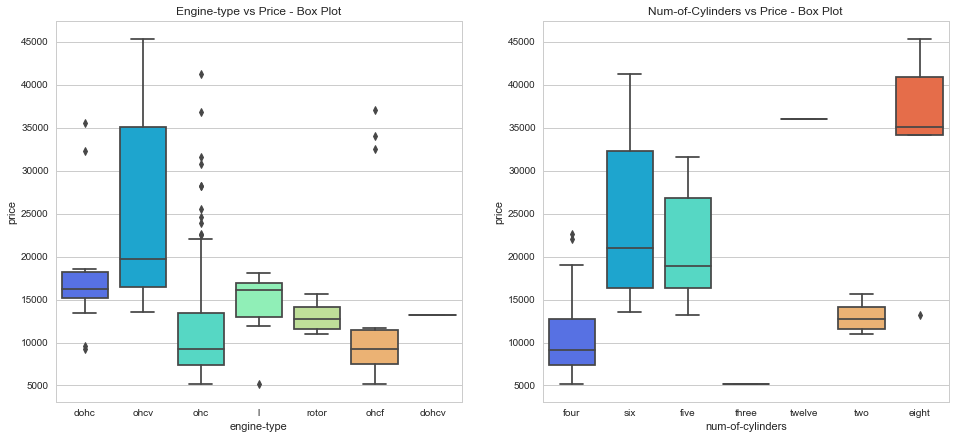 Engine-type vs Price - Box Plot
45000
40000
35000
30000
25000
20000
15000
10000
5000
price
dohc ohcv ohc l rotor ohcf dohcv
engine-type
Num-of-Cylinders vs Price - Box Plot
45000
40000
35000
30000
25000
20000
15000
10000
5000
price
four six five three twelve two eight
num-of-cylinders